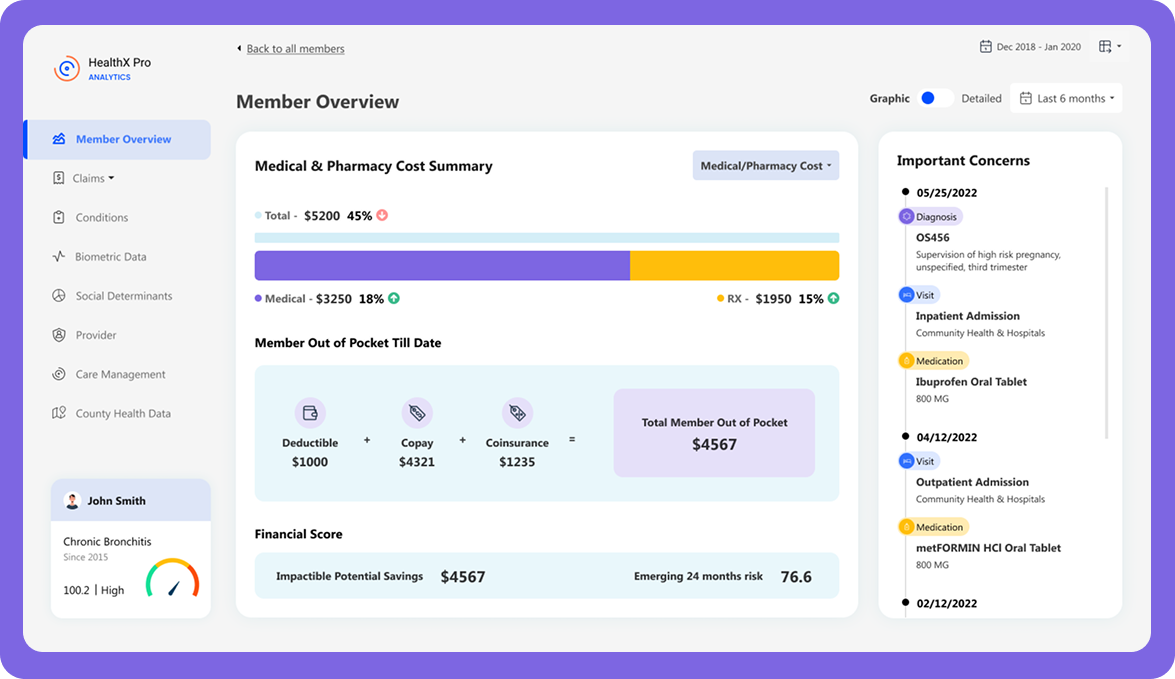 HealthX Pro
ANALYTICS
Member Overview
Claims
Conditions
Biometric Data
Social Determinants
Provider
Care Management
County Health Data
John Smith
Chronic Bronchitis
Since 2015
100.2 | High
Back to all members
Dec 2018 - Jan 2020
Member Overview
Graphic
Detailed
Last 6 months
Medical & Pharmacy Cost Summary
Medical/Pharmacy Cost
Total - $5200 45%
Medical - $3250 18%
RX - $1950 15%
Member Out of Pocket Till Date
Deductible + Copay + Coinsurance =
$1000 $4321 $1235
Total Member Out of Pocket
$4567
Financial Score
Impactible Potential Savings $4567
Emerging 24 months risk 76.6
Important Concerns
05/25/2022
Diagnosis
OS456
Supervision of high risk pregnancy,
unspecified, third trimester
Visit
Inpatient Admission
Community Health & Hospitals
Medication
Ibuprofen Oral Tablet
800 MG
04/12/2022
Visit
Outpatient Admission
Community Health & Hospitals
Medication
metFORMIN HCl Oral Tablet
800 MG
02/12/2022